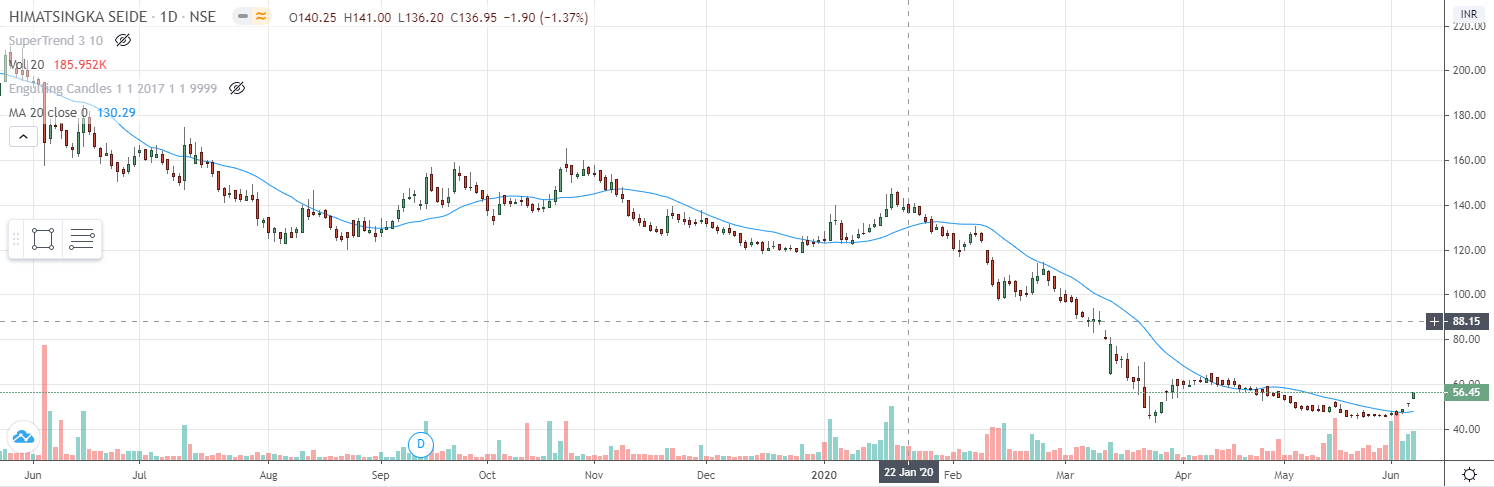 HIMATSINGKA SEIDE · 1D · NSE O140.25 H141.00 L136.20 C136.95 −1.90 (−1.37%)
SuperTrend 3 10
Vol 20 185.952K
Engulfing Candles 1 1 2017 1 1 9999
MA 20 close 0 130.29
INR
220.00
200.00
180.00
160.00
140.00
120.00
100.00
88.15
80.00
60.00
56.45
40.00
D
Jun Jul Aug Sep Oct Nov Dec 2020 22 Jan '20 Feb Mar Apr May Jun